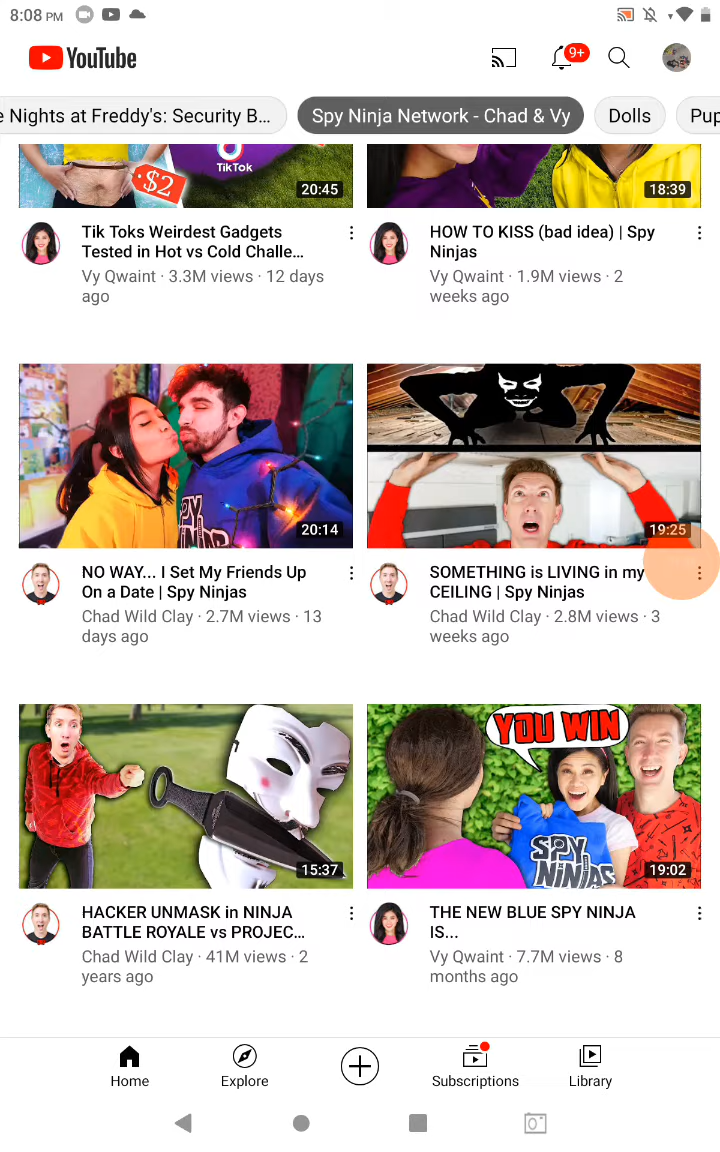 8:08 PM
YouTube
9+
e Nights at Freddy's: Security B...
Spy Ninja Network - Chad & Vy
Dolls
Pup
$2
TikTok
20:45
18:39
Tik Toks Weirdest Gadgets
Tested in Hot vs Cold Challe...
Vy Qwaint · 3.3M views · 12 days
ago
HOW TO KISS (bad idea) | Spy
Ninjas
Vy Qwaint · 1.9M views · 2
weeks ago
SPY
NINJAS
20:14
19:25
NO WAY... I Set My Friends Up
On a Date | Spy Ninjas
Chad Wild Clay · 2.7M views · 13
days ago
SOMETHING is LIVING in my
CEILING | Spy Ninjas
Chad Wild Clay · 2.8M views · 3
weeks ago
15:37
YOU WIN
SPY
NINJAS
19:02
HACKER UNMASK in NINJA
BATTLE ROYALE vs PROJEC...
Chad Wild Clay · 41M views · 2
years ago
THE NEW BLUE SPY NINJA
IS...
Vy Qwaint · 7.7M views · 8
months ago
Home
Explore
Subscriptions
Library